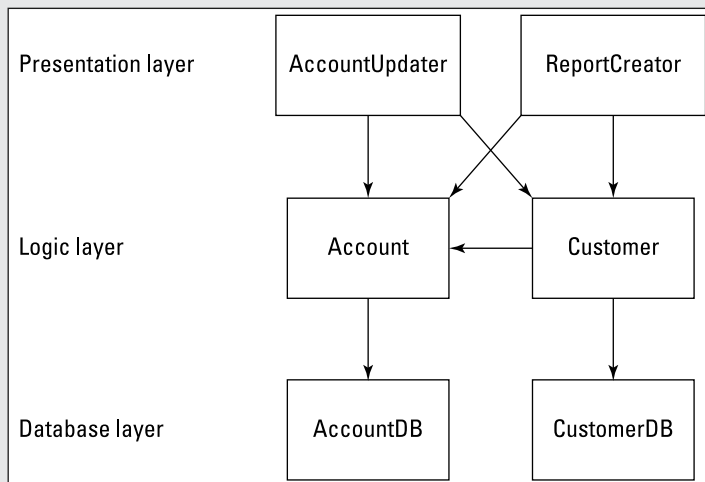 Presentation layer
AccountUpdater
ReportCreator
Logic layer
Account
Customer
Database layer
AccountDB
CustomerDB